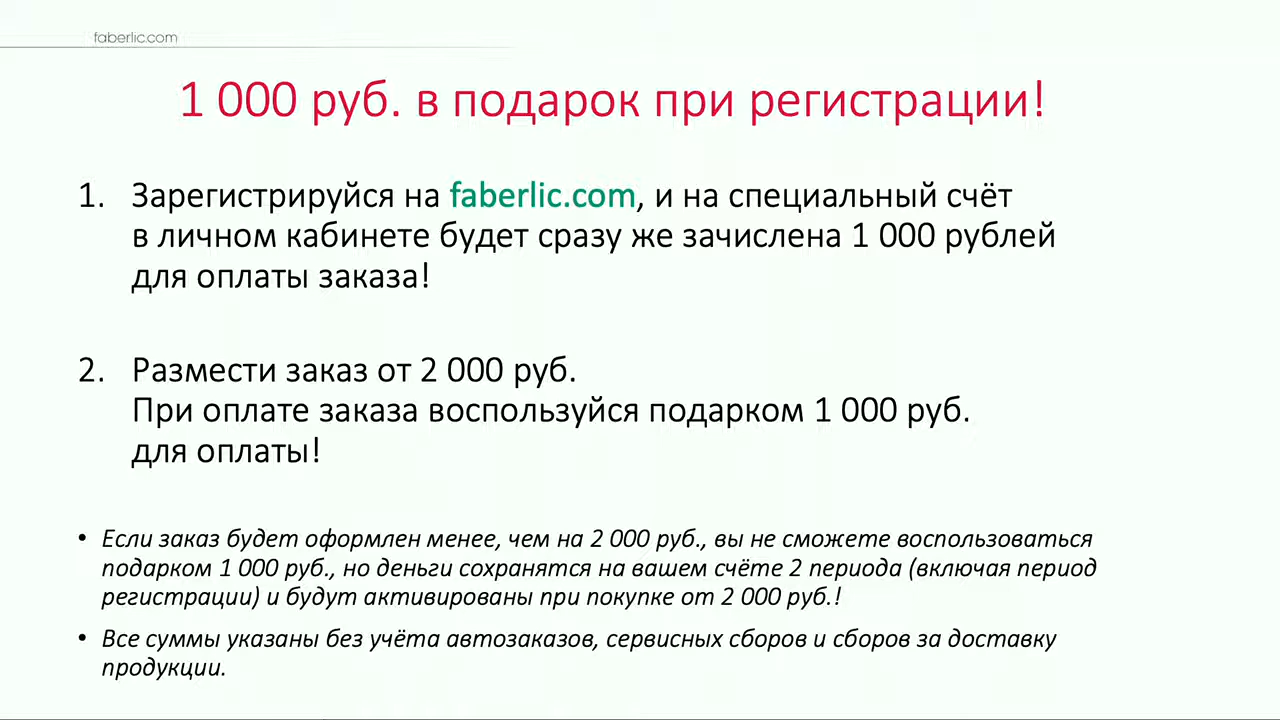 faberlic.com
1 000 руб. в подарок при регистрации!
1. Зарегистрируйся на faberlic.com, и на специальный счёт
в личном кабинете будет сразу же зачислена 1 000 рублей
для оплаты заказа!
2. Размести заказ от 2 000 руб.
При оплате заказа воспользуйся подарком 1 000 руб.
для оплаты!
• Если заказ будет оформлен менее, чем на 2 000 руб., вы не сможете воспользоваться
подарком 1 000 руб., но деньги сохранятся на вашем счёте 2 периода (включая период
регистрации) и будут активированы при покупке от 2 000 руб.!
• Все суммы указаны без учёта автозаказов, сервисных сборов и сборов за доставку
продукции.